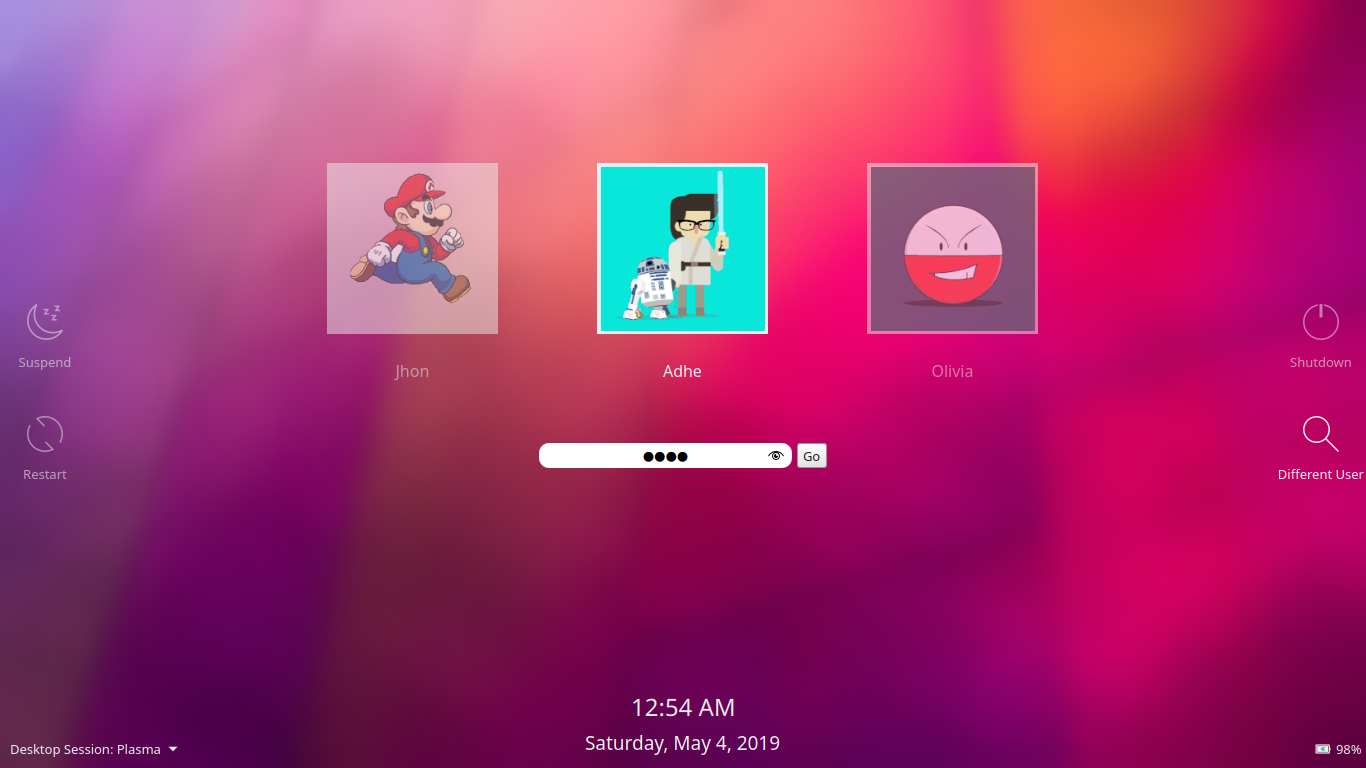 Jhon
Adhe
Olivia
Suspend
Shutdown
●●●●
Go
Restart
Different User
12:54 AM
Saturday, May 4, 2019
Desktop Session: Plasma
98%